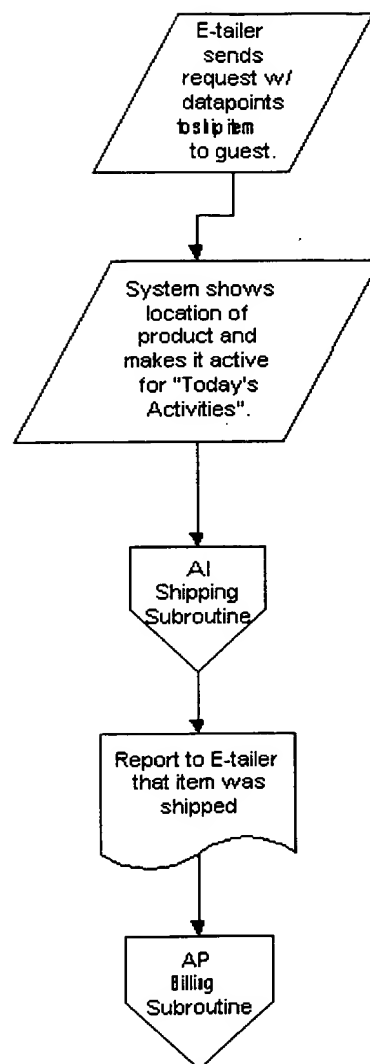 E-tailer
sends
request w/
datapoints
to ship item
to guest.
System shows
location of
product and
makes it active
for "Today's
Activities".
AI
Shipping
Subroutine
Report to E-tailer
that item was
shipped
AP
Billing
Subroutine